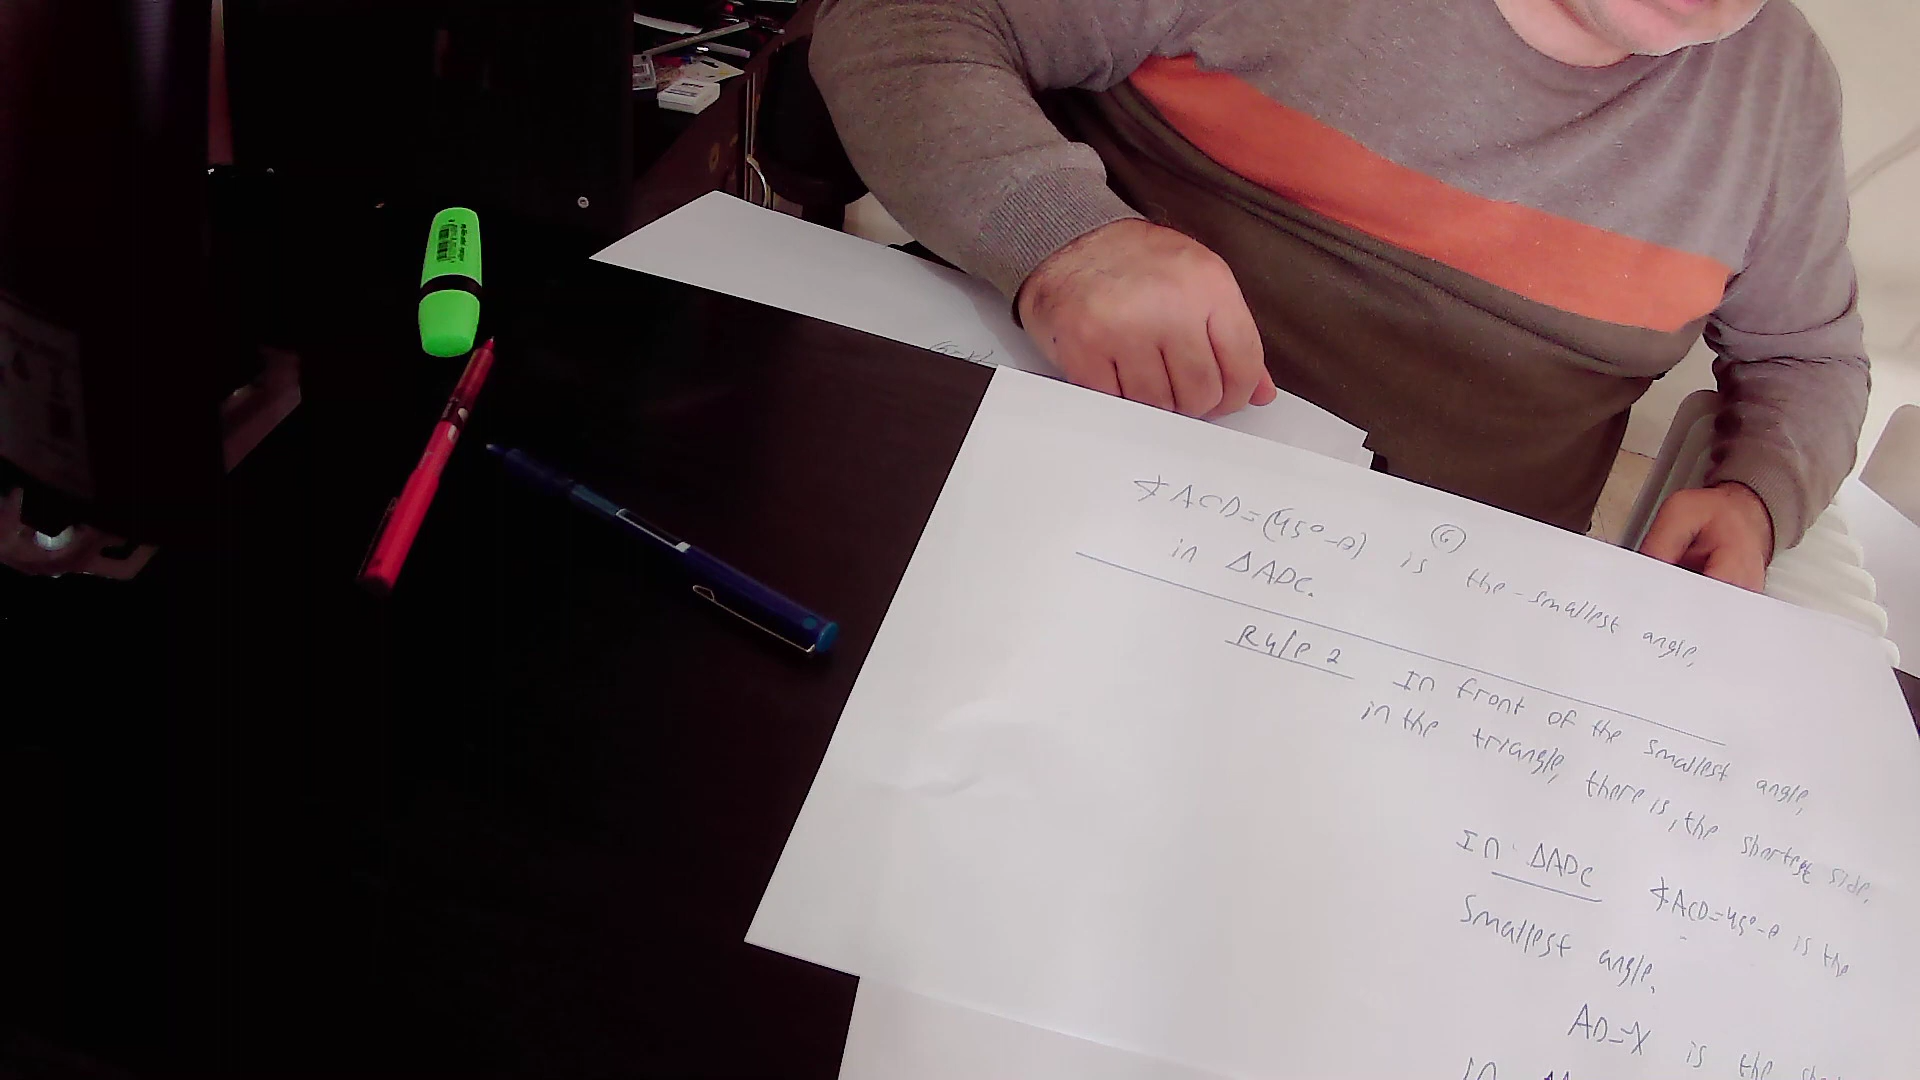 ⑥
∡ACD=(45°-θ) is the smallest angle,
in ΔADC.
Rule 2 In front of the smallest angle,
in the triangle, there is, the shortest side.
In ΔADC ∡ACD=45°-θ is the
smallest angle.
AD=X is the